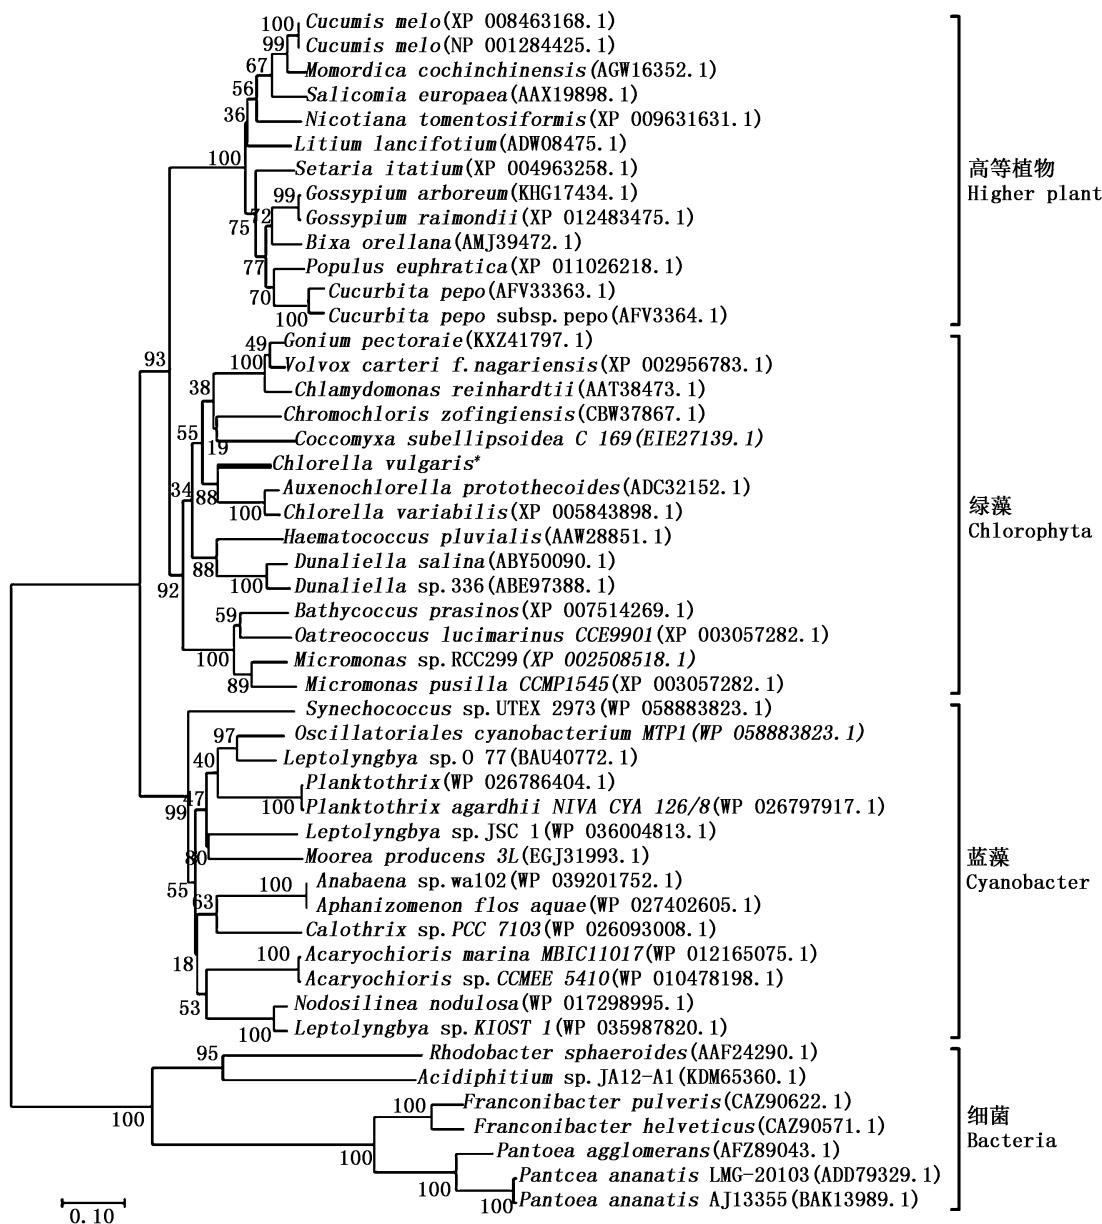 100
Cucumis melo(XP 008463168.1)
99
Cucumis melo(NP 001284425.1)
67
Momordica cochinchinensis(AGW16352.1)
56
Salicomia europaea(AAX19898.1)
36
Nicotiana tomentosiformis(XP 009631631.1)
Litium lancifotium(ADW08475.1)
100
Setaria itatium(XP 004963258.1)
高等植物
Higher plant
99
Gossypium arboreum(KHG17434.1)
72
Gossypium raimondii(XP 012483475.1)
75
Bixa orellana(AMJ39472.1)
77
Populus euphratica(XP 011026218.1)
70
Cucurbita pepo(AFV33363.1)
100
Cucurbita pepo subsp.pepo(AFV3364.1)
49
Gonium pectoraie(KXZ41797.1)
93
100
Volvox carteri f.nagariensis(XP 002956783.1)
38
Chlamydomonas reinhardtii(AAT38473.1)
Chromochloris zofingiensis(CBW37867.1)
55
19
Coccomyxa subellipsoidea C 169(EIE27139.1)
Chlorella vulgaris*
34
88
Auxenochlorella protothecoides(ADC32152.1)
100
Chlorella variabilis(XP 005843898.1)
绿藻
Chlorophyta
Haematococcus pluvialis(AAW28851.1)
88
Dunaliella salina(ABY50090.1)
92
100
Dunaliella sp.336(ABE97388.1)
59
Bathycoccus prasinos(XP 007514269.1)
Oatreococcus lucimarinus CCE9901(XP 003057282.1)
100
Micromonas sp.RCC299(XP 002508518.1)
89
Micromonas pusilla CCMP1545(XP 003057282.1)
Synechococcus sp.UTEX 2973(WP 058883823.1)
97
Oscillatoriales cyanobacterium MTP1(WP 058883823.1)
40
Leptolyngbya sp.O 77(BAU40772.1)
Planktothrix(WP 026786404.1)
47
99
100
Planktothrix agardhii NIVA CYA 126/8(WP 026797917.1)
Leptolyngbya sp.JSC 1(WP 036004813.1)
80
Moorea producens 3L(EGJ31993.1)
蓝藻
Cyanobacter
55
100
Anabaena sp.wa102(WP 039201752.1)
63
Aphanizomenon flos aquae(WP 027402605.1)
Calothrix sp.PCC 7103(WP 026093008.1)
18
100
Acaryochioris marina MBIC11017(WP 012165075.1)
Acaryochioris sp.CCMEE 5410(WP 010478198.1)
53
Nodosilinea nodulosa(WP 017298995.1)
100
Leptolyngbya sp.KIOST 1(WP 035987820.1)
95
Rhodobacter sphaeroides(AAF24290.1)
Acidiphitium sp.JA12-A1(KDM65360.1)
100
100
Franconibacter pulveris(CAZ90622.1)
细菌
Bacteria
Franconibacter helveticus(CAZ90571.1)
100
Pantoea agglomerans(AFZ89043.1)
100
Pantcea ananatis LMG-20103(ADD79329.1)
100
Pantoea ananatis AJ13355(BAK13989.1)
0.10